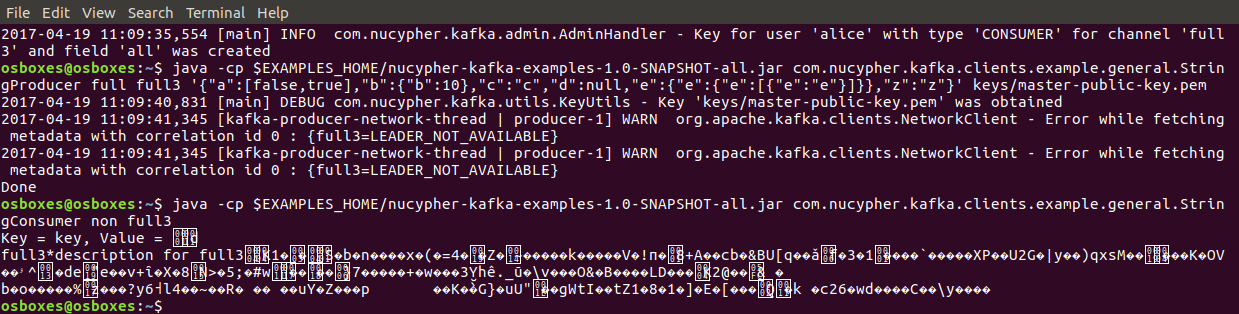 File Edit View Search Terminal Help
2017-04-19 11:09:35,554 [main] INFO  com.nucypher.kafka.admin.AdminHandler - Key for user 'alice' with type 'CONSUMER' for channel 'full
3' and field 'all' was created
osboxes@osboxes:~$ java -cp $EXAMPLES_HOME/nucypher-kafka-examples-1.0-SNAPSHOT-all.jar com.nucypher.kafka.clients.example.general.Strin
gProducer full full3 '{"a":[false,true],"b":{"b":10},"c":"c","d":null,"e":{"e":{"e":[{"e":"e"}]}},"z":"z"}' keys/master-public-key.pem
2017-04-19 11:09:40,831 [main] DEBUG com.nucypher.kafka.utils.KeyUtils - Key 'keys/master-public-key.pem' was obtained
2017-04-19 11:09:41,345 [kafka-producer-network-thread | producer-1] WARN  org.apache.kafka.clients.NetworkClient - Error while fetching
 metadata with correlation id 0 : {full3=LEADER_NOT_AVAILABLE}
2017-04-19 11:09:41,345 [kafka-producer-network-thread | producer-1] WARN  org.apache.kafka.clients.NetworkClient - Error while fetching
 metadata with correlation id 0 : {full3=LEADER_NOT_AVAILABLE}
Done
osboxes@osboxes:~$ java -cp $EXAMPLES_HOME/nucypher-kafka-examples-1.0-SNAPSHOT-all.jar com.nucypher.kafka.clients.example.general.Strin
gConsumer non full3
Key = key, Value =
full3*description for full3
osboxes@osboxes:~$